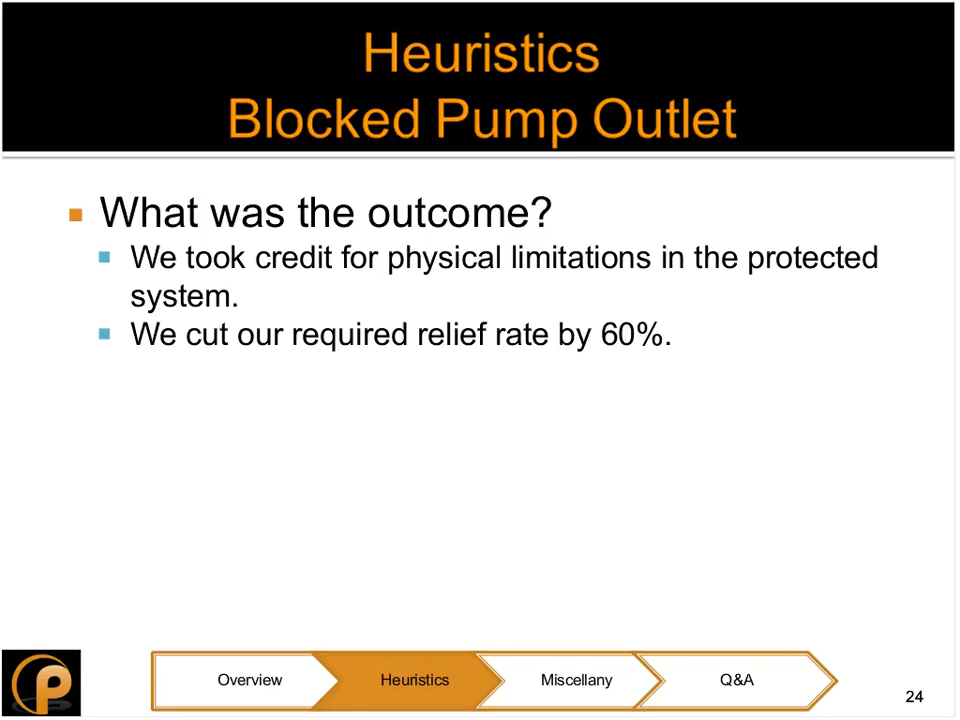 Heuristics
Blocked Pump Outlet
What was the outcome?
We took credit for physical limitations in the protected
system.
We cut our required relief rate by 60%.
Overview
Heuristics
Miscellany
Q&A
24